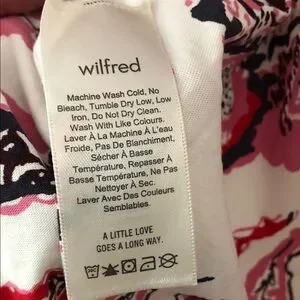 wilfred
Machine Wash Cold, No
Bleach, Tumble Dry Low, Low
Iron, Do Not Dry Clean.
Wash With Like Colours.
Laver À La Machine À L'eau
Froide, Pas De Blanchiment,
Sécher À Basse
Température, Repasser À
Basse Température, Ne Pas
Nettoyer À Sec.
Laver Avec Des Couleurs
Semblables.
A LITTLE LOVE
GOES A LONG WAY.